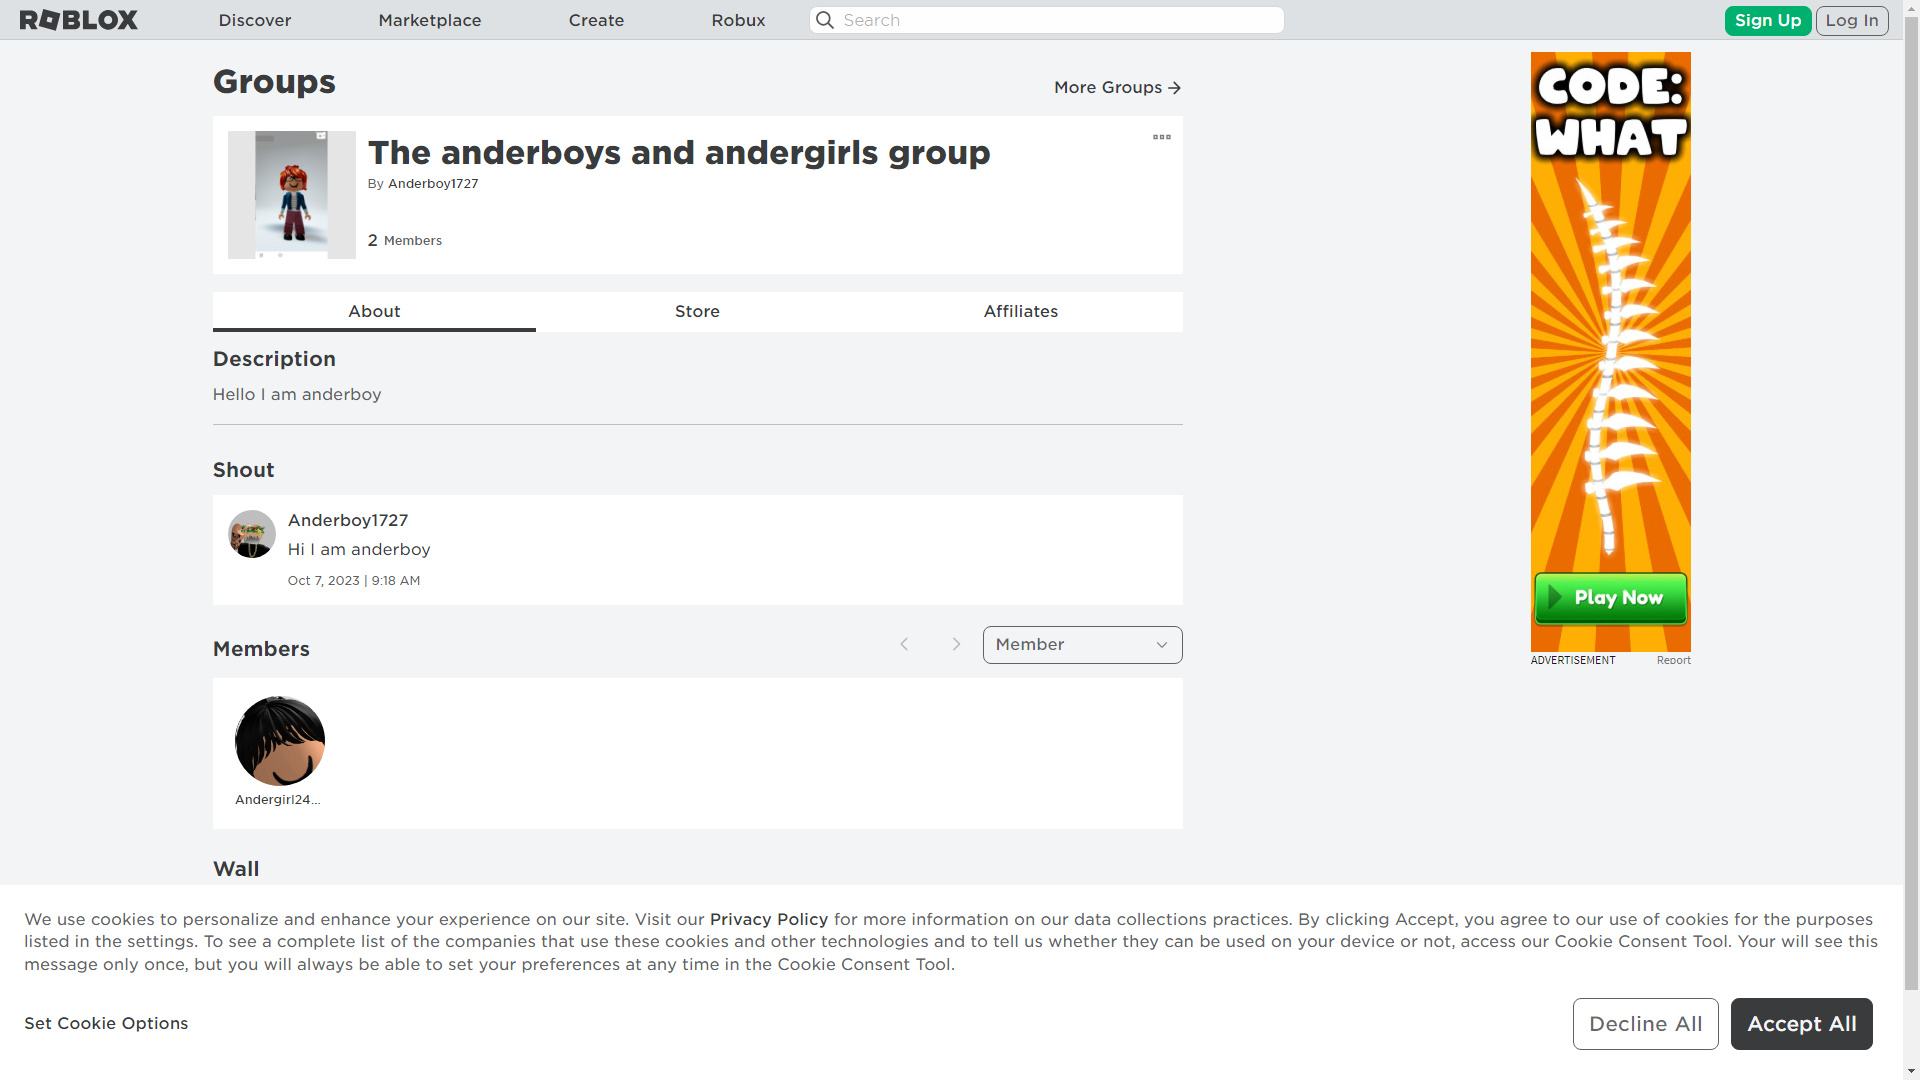 ROBLOX
Discover
Marketplace
Create
Robux
Search
Sign Up
Log In
Groups
More Groups
The anderboys and andergirls group
By Anderboy1727
2 Members
About
Store
Affiliates
Description
Hello I am anderboy
Shout
Anderboy1727
Hi I am anderboy
Oct 7, 2023 | 9:18 AM
Members
Member
Andergirl24...
Wall
CODE:
WHAT
Play Now
ADVERTISEMENT
Report
We use cookies to personalize and enhance your experience on our site. Visit our Privacy Policy for more information on our data collections practices. By clicking Accept, you agree to our use of cookies for the purposes
listed in the settings. To see a complete list of the companies that use these cookies and other technologies and to tell us whether they can be used on your device or not, access our Cookie Consent Tool. Your will see this
message only once, but you will always be able to set your preferences at any time in the Cookie Consent Tool.
Set Cookie Options
Decline All
Accept All